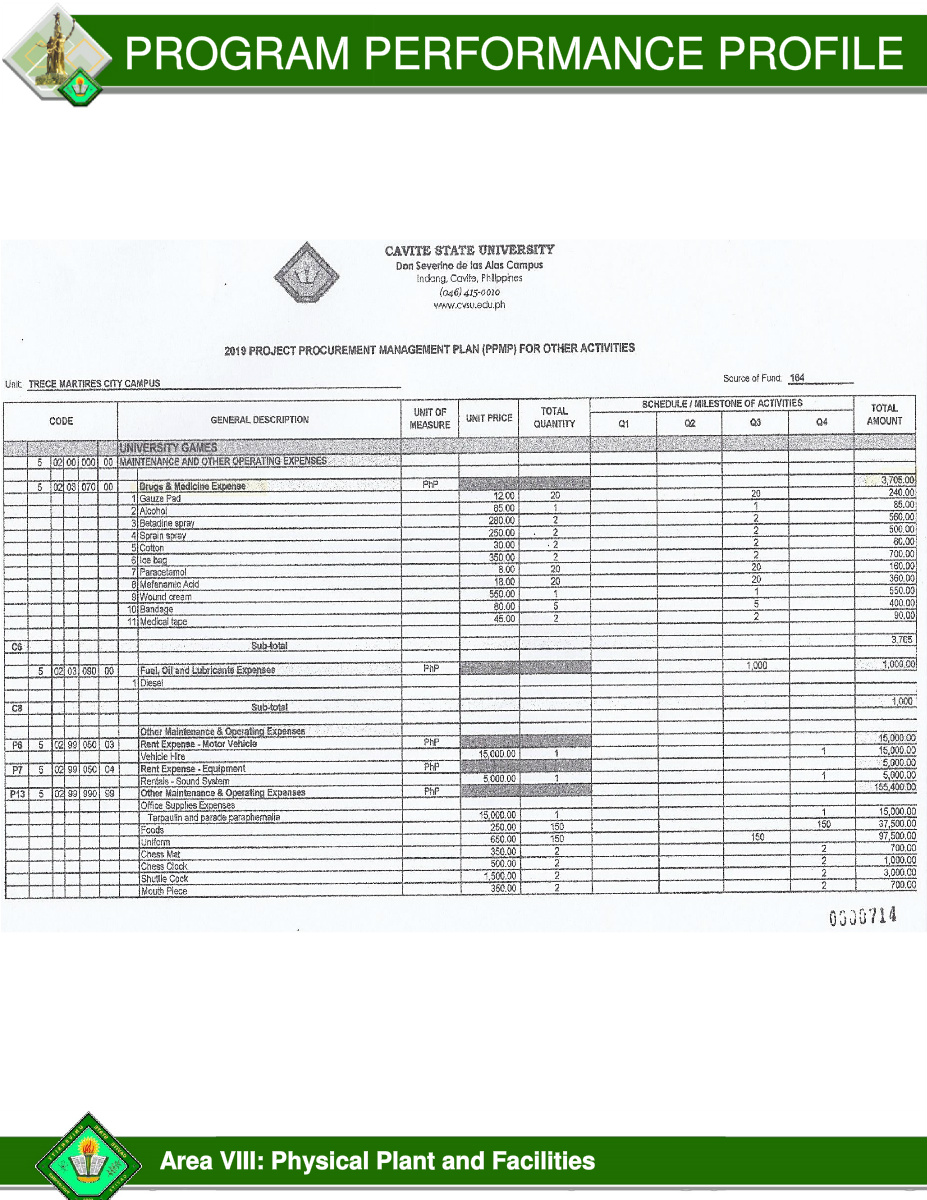 PROGRAM PERFORMANCE PROFILE
CAVITE STATE UNIVERSITY
Don Severino de las Alas Campus
Indang, Cavite, Philippines
(046) 415-0010
www.cvsu.edu.ph
2019 PROJECT PROCUREMENT MANAGEMENT PLAN (PPMP) FOR OTHER ACTIVITIES
Unit: TRECE MARTIRES CITY CAMPUS Source of Fund: 164
CODE GENERAL DESCRIPTION UNIT OF MEASURE UNIT PRICE TOTAL QUANTITY SCHEDULE / MILESTONE OF ACTIVITIES TOTAL AMOUNT
Q1 Q2 Q3 Q4
UNIVERSITY GAMES
5 02 00 000 00 MAINTENANCE AND OTHER OPERATING EXPENSES
5 02 03 070 00 Drugs & Medicine Expense PhP 3,705.00
1 Gauze Pad 12.00 20 20 240.00
2 Alcohol 85.00 1 1 85.00
3 Betadine spray 280.00 2 2 560.00
4 Sprain spray 250.00 2 2 500.00
5 Cotton 30.00 2 2 60.00
6 Ice bag 350.00 2 2 700.00
7 Paracetamol 8.00 20 20 160.00
8 Mefenamic Acid 18.00 20 20 360.00
9 Wound cream 550.00 1 1 550.00
10 Bandage 80.00 5 5 400.00
11 Medical tape 45.00 2 2 90.00
C6 Sub-total 3,705
5 02 03 090 00 Fuel, Oil and Lubricants Expenses PhP 1,000 1,000.00
1 Diesel
C8 Sub-total 1,000
Other Maintenance & Operating Expenses
P6 5 02 99 050 03 Rent Expense - Motor Vehicle PhP 15,000.00
Vehicle Hire 15,000.00 1 1 15,000.00
P7 5 02 99 050 04 Rent Expense - Equipment PhP 5,000.00
Rentals - Sound System 5,000.00 1 1 5,000.00
P13 5 02 99 990 99 Other Maintenance & Operating Expenses PhP 155,400.00
Office Supplies Expenses
Tarpaulin and parade paraphernalia 15,000.00 1 1 15,000.00
Foods 250.00 150 150 37,500.00
Uniform 650.00 150 150 97,500.00
Chess Mat 350.00 2 2 700.00
Chess Clock 500.00 2 2 1,000.00
Shuttle Cock 1,500.00 2 2 3,000.00
Mouth Piece 350.00 2 2 700.00
0000714
Area VIII: Physical Plant and Facilities